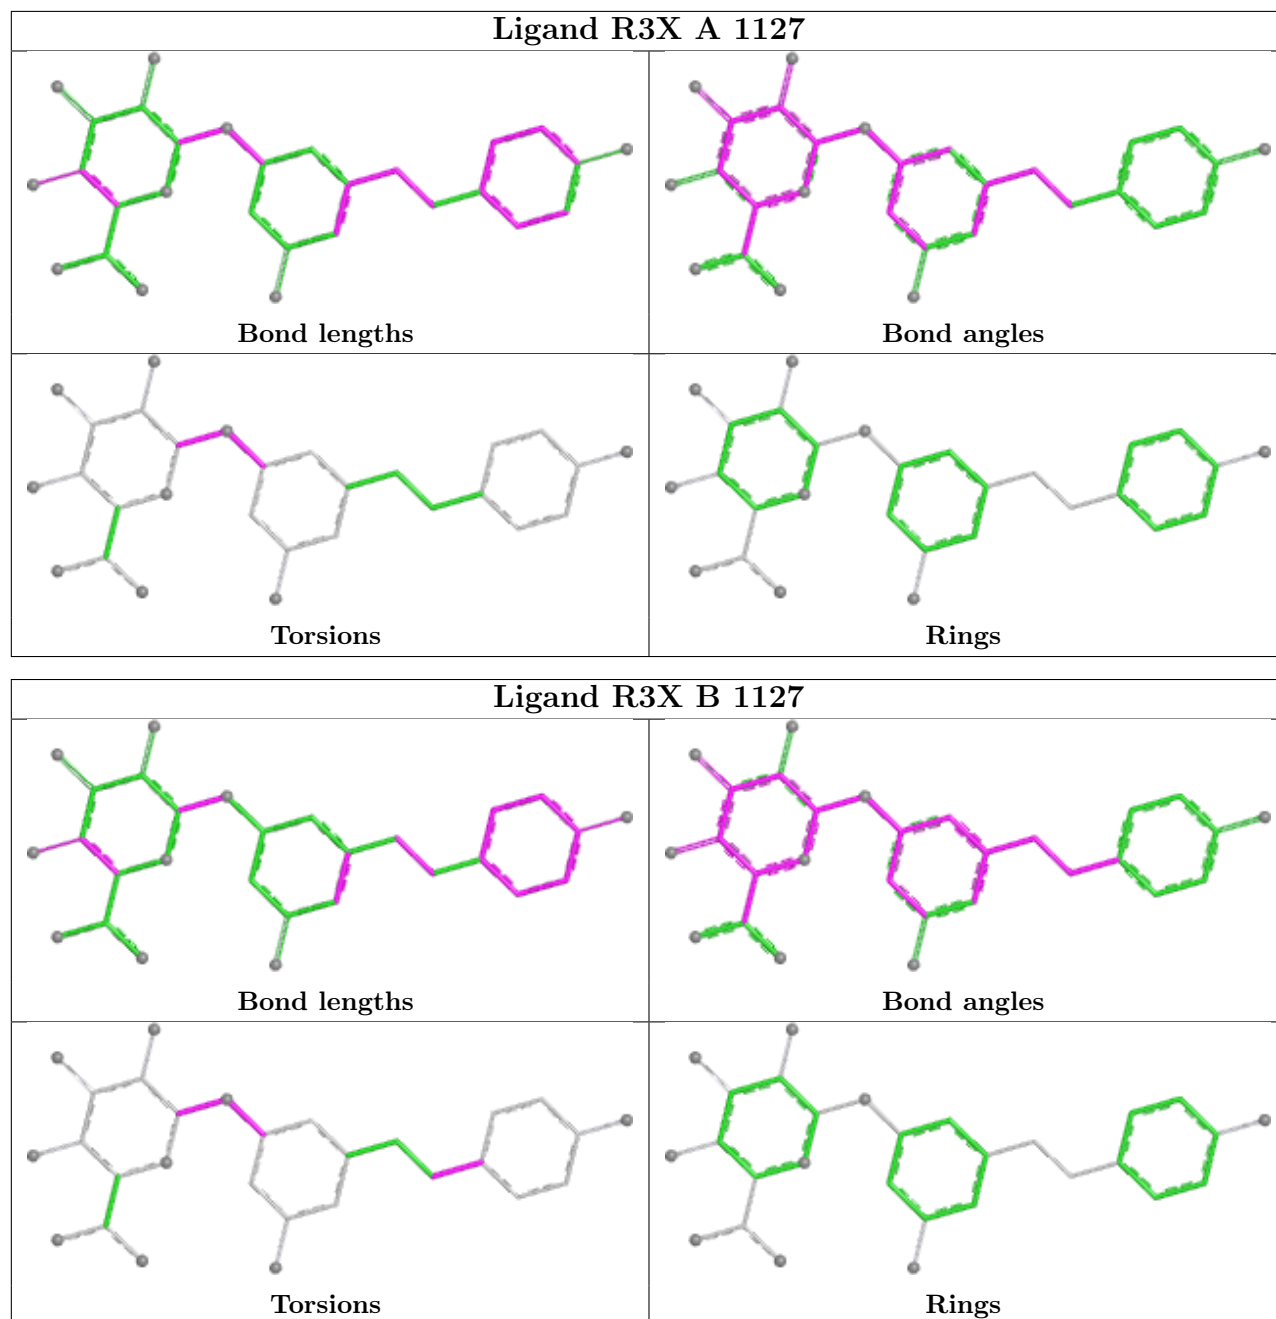 Ligand R3X A 1127
Bond lengths
Bond angles
Torsions
Rings
Ligand R3X B 1127
Bond lengths
Bond angles
Torsions
Rings